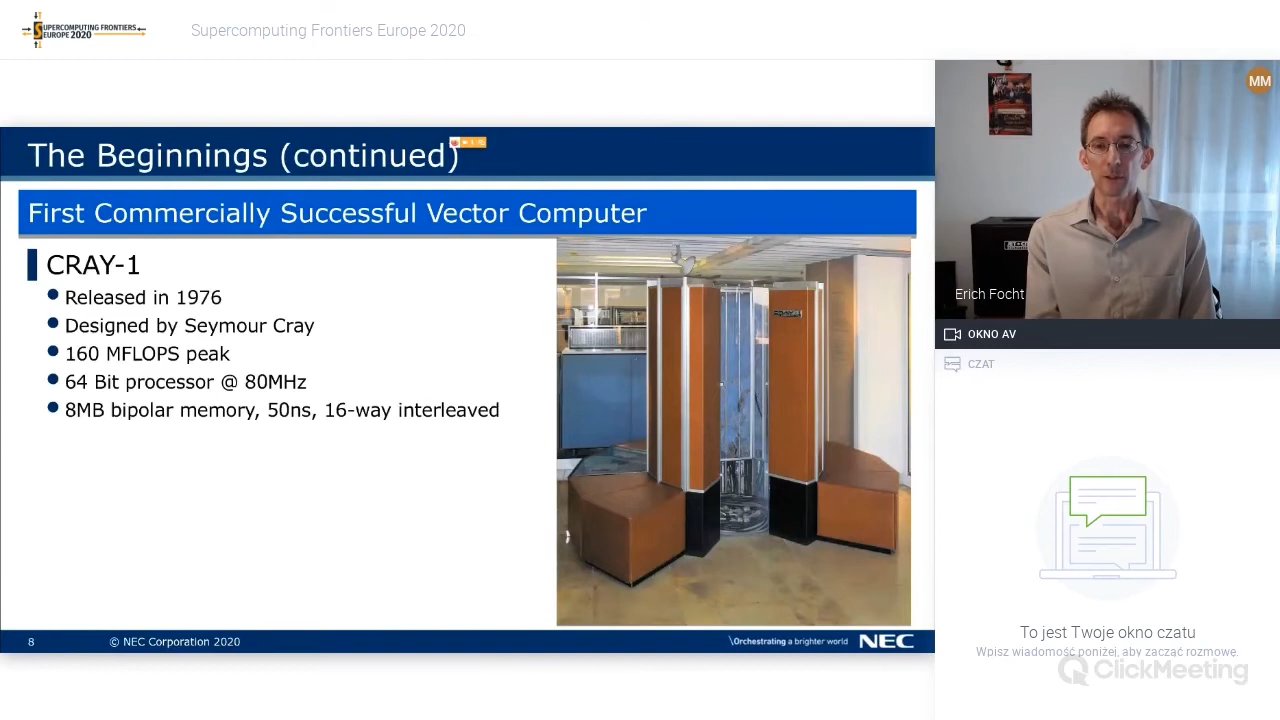 SUPERCOMPUTING FRONTIERS
EUROPE 2020
Supercomputing Frontiers Europe 2020
The Beginnings (continued)
First Commercially Successful Vector Computer
CRAY-1
Released in 1976
Designed by Seymour Cray
160 MFLOPS peak
64 Bit processor @ 80MHz
8MB bipolar memory, 50ns, 16-way interleaved
8
© NEC Corporation 2020
\Orchestrating a brighter world
NEC
MM
Erich Focht
OKNO AV
CZAT
To jest Twoje okno czatu
Wpisz wiadomość poniżej, aby zacząć rozmowę.
ClickMeeting